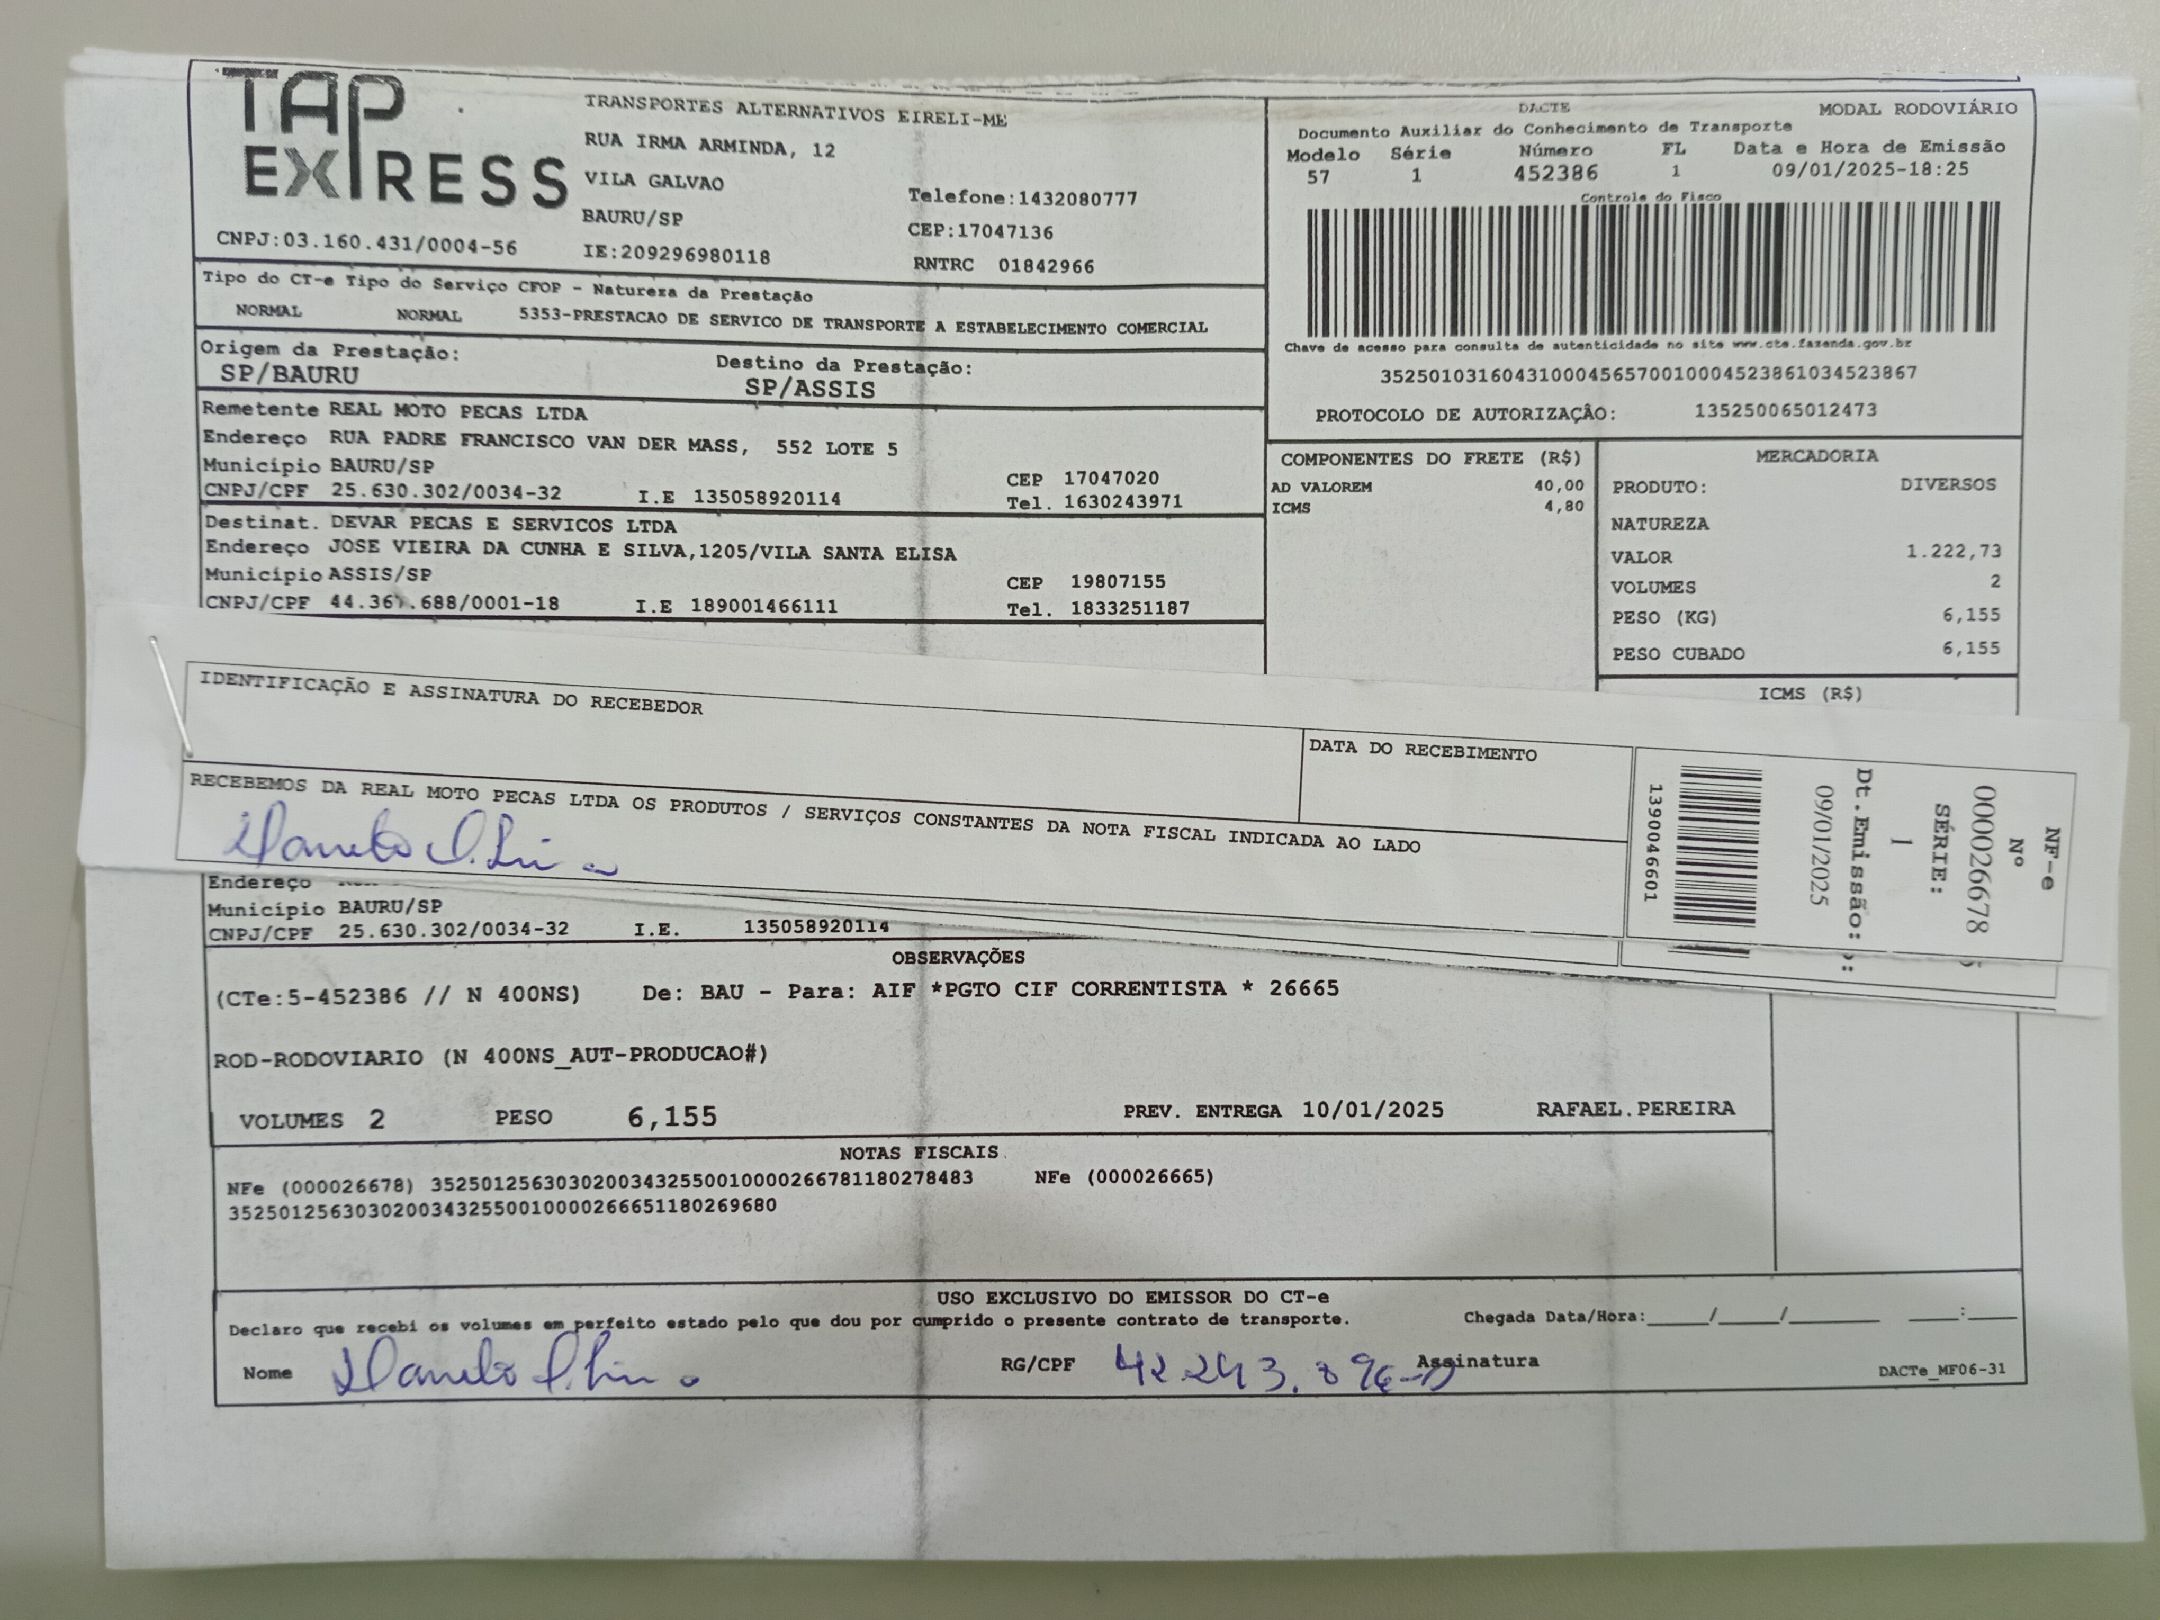 TAP EXPRESS
TRANSPORTES ALTERNATIVOS EIRELI-ME
RUA IRMA ARMINDA, 12
VILA GALVAO
Telefone:1432080777
BAURU/SP
CEP:17047136
CNPJ:03.160.431/0004-56
IE:209296980118
RNTRC 01842966
DACTE
MODAL RODOVIÁRIO
Documento Auxiliar do Conhecimento de Transporte
Modelo Série Número FL Data e Hora de Emissão
57 1 452386 1 09/01/2025-18:25
Controle do Fisco
Chave de acesso para consulta de autenticidade no site www.cte.fazenda.gov.br
35250103160431000456570010004523861034523867
PROTOCOLO DE AUTORIZAÇÃO: 135250065012473
Tipo do CT-e Tipo do Serviço CFOP - Natureza da Prestação
NORMAL NORMAL 5353-PRESTACAO DE SERVICO DE TRANSPORTE A ESTABELECIMENTO COMERCIAL
Origem da Prestação: Destino da Prestação:
SP/BAURU SP/ASSIS
Remetente REAL MOTO PECAS LTDA
Endereço RUA PADRE FRANCISCO VAN DER MASS, 552 LOTE 5
Município BAURU/SP CEP 17047020
CNPJ/CPF 25.630.302/0034-32 I.E 135058920114 Tel. 1630243971
Destinat. DEVAR PECAS E SERVICOS LTDA
Endereço JOSE VIEIRA DA CUNHA E SILVA,1205/VILA SANTA ELISA
Município ASSIS/SP CEP 19807155
CNPJ/CPF 44.367.688/0001-18 I.E 189001466111 Tel. 1833251187
COMPONENTES DO FRETE (R$)
AD VALOREM 40,00
ICMS 4,80
MERCADORIA
PRODUTO: DIVERSOS
NATUREZA
VALOR 1.222,73
VOLUMES 2
PESO (KG) 6,155
PESO CUBADO 6,155
ICMS (R$)
IDENTIFICAÇÃO E ASSINATURA DO RECEBEDOR
DATA DO RECEBIMENTO
RECEBEMOS DA REAL MOTO PECAS LTDA OS PRODUTOS / SERVIÇOS CONSTANTES DA NOTA FISCAL INDICADA AO LADO
13900046601
NF-e
Nº
000026678
SÉRIE:
1
Dt.Emissão:
09/01/2025
Endereço
Município BAURU/SP
CNPJ/CPF 25.630.302/0034-32 I.E. 135058920114
OBSERVAÇÕES
(CTe:5-452386 // N 400NS) De: BAU - Para: AIF *PGTO CIF CORRENTISTA * 26665
ROD-RODOVIARIO (N 400NS_AUT-PRODUCAO#)
VOLUMES 2 PESO 6,155 PREV. ENTREGA 10/01/2025 RAFAEL.PEREIRA
NOTAS FISCAIS
NFe (000026678) 35250125630302003432550010000266781180278483 NFe (000026665)
35250125630302003432550010000266651180269680
USO EXCLUSIVO DO EMISSOR DO CT-e
Declaro que recebi os volumes em perfeito estado pelo que dou por cumprido o presente contrato de transporte. Chegada Data/Hora:____/____/______ ___:___
Nome Danilo RG/CPF Assinatura
DACTe_MF06-31